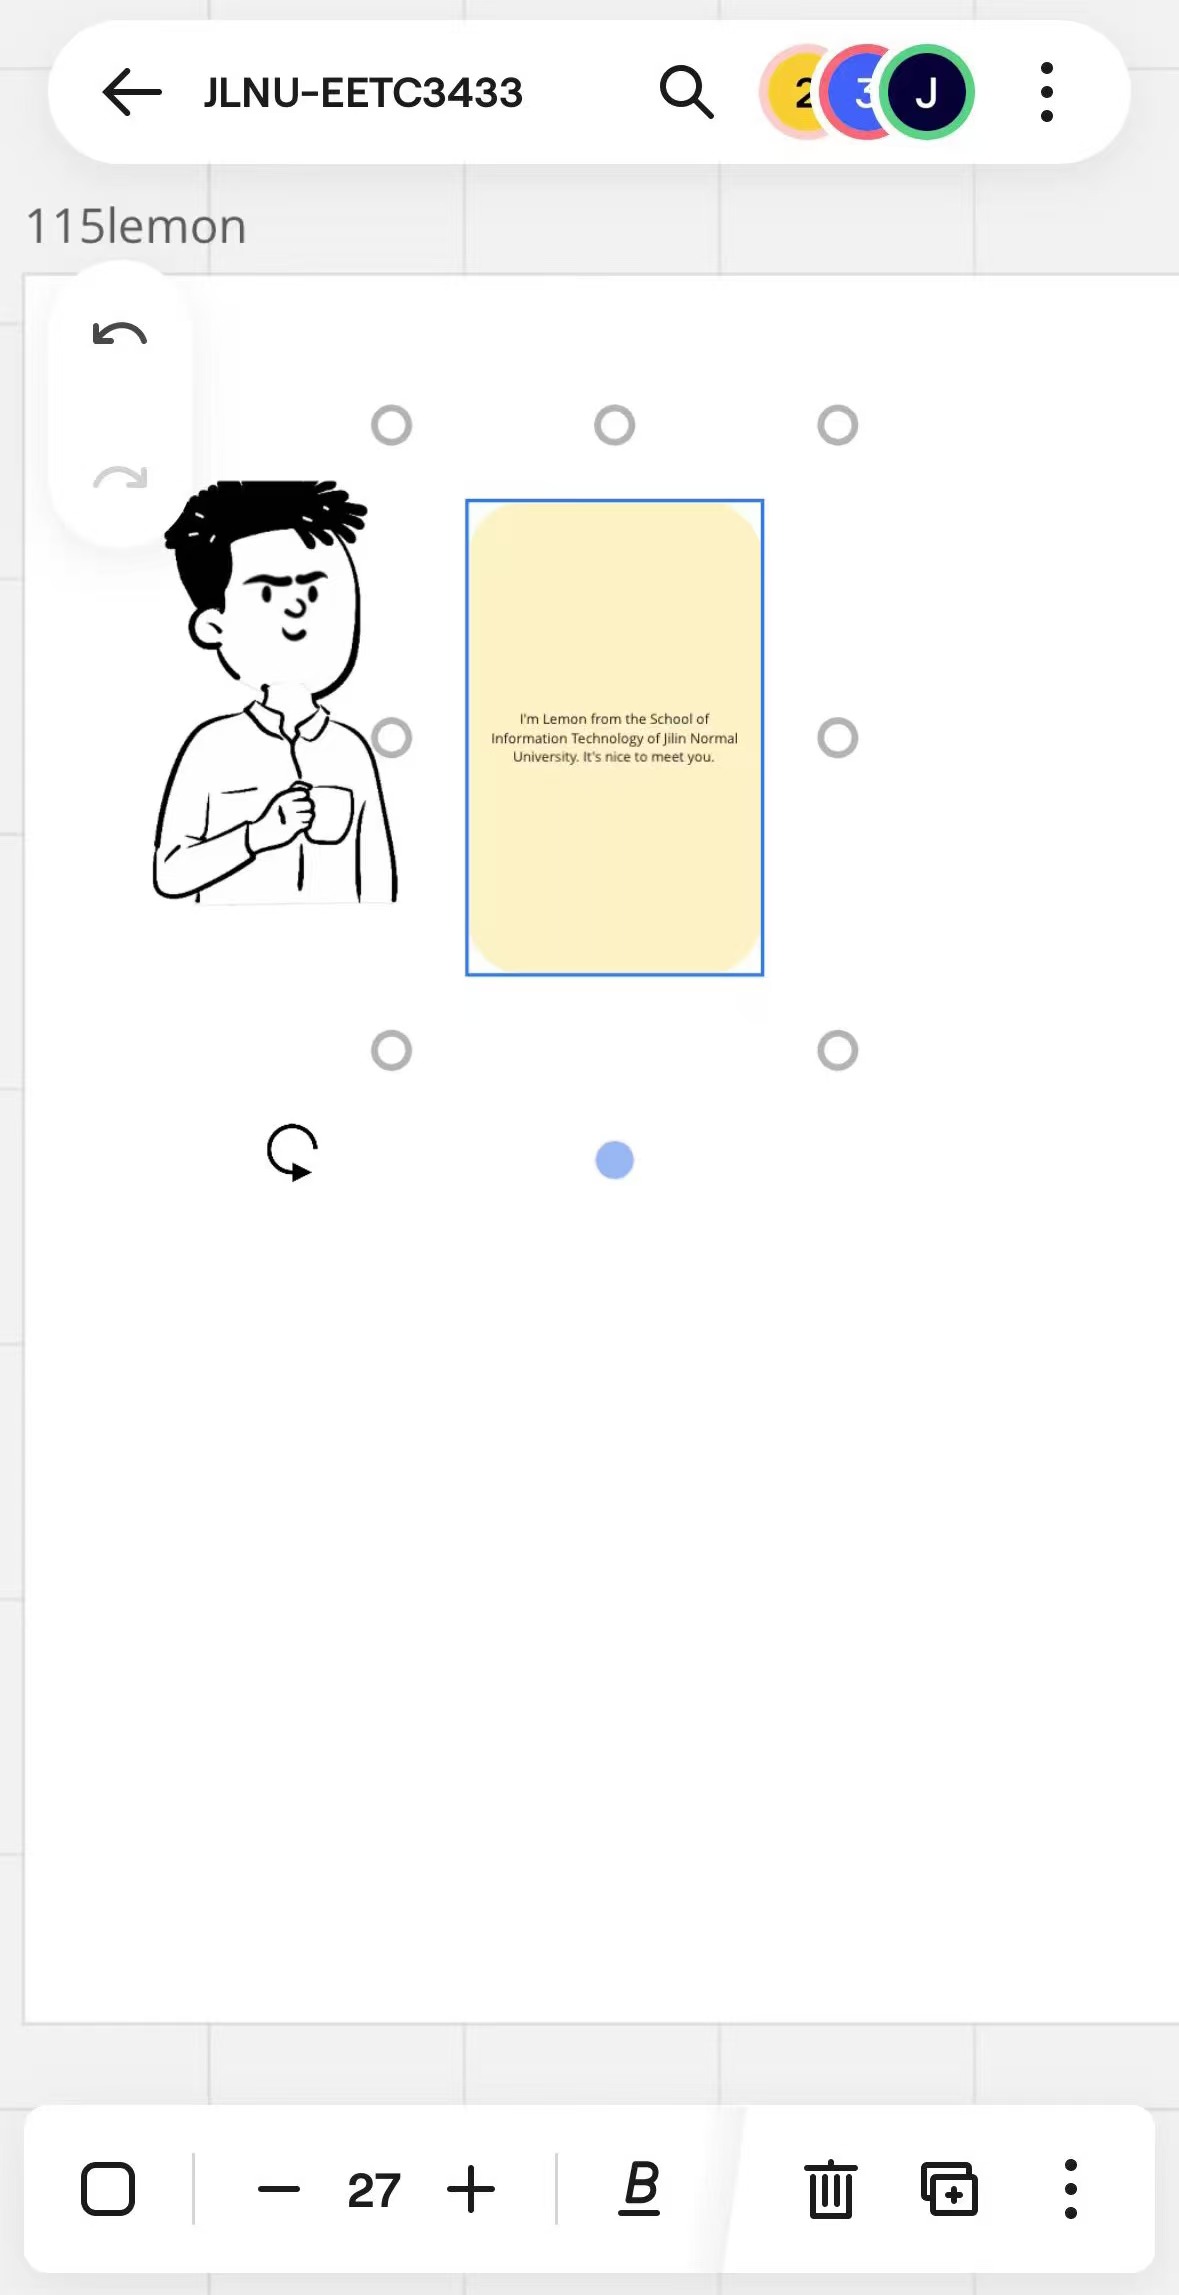 JLNU-EETC3433
2
3
J
115lemon
I'm Lemon from the School of
Information Technology of Jilin Normal
University. It's nice to meet you.
27
B